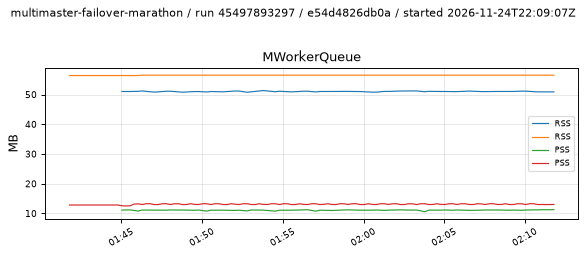 multimaster-failover-marathon / run 45497893297 / e54d4826db0a / started 2026-11-24T22:09:07Z
MWorkerQueue
MB
50
40
30
20
10
RSS
RSS
PSS
PSS
01:45
01:50
01:55
02:00
02:05
02:10